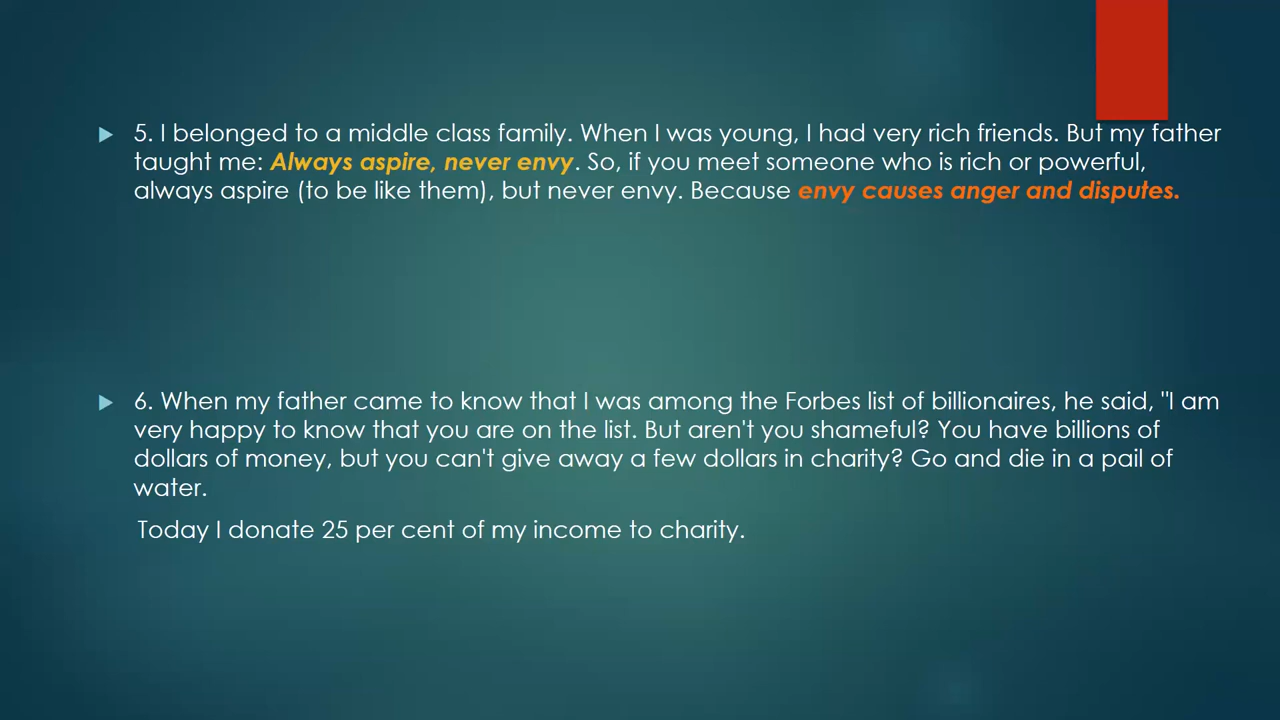 5. I belonged to a middle class family. When I was young, I had very rich friends. But my father
taught me: Always aspire, never envy. So, if you meet someone who is rich or powerful,
always aspire (to be like them), but never envy. Because envy causes anger and disputes.
6. When my father came to know that I was among the Forbes list of billionaires, he said, "I am
very happy to know that you are on the list. But aren't you shameful? You have billions of
dollars of money, but you can't give away a few dollars in charity? Go and die in a pail of
water.
Today I donate 25 per cent of my income to charity.